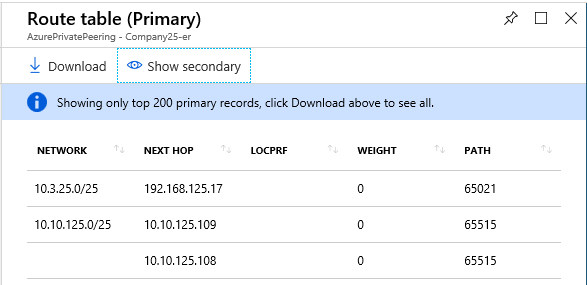 Route table (Primary)
AzurePrivatePeering - Company25-er
Download Show secondary
Showing only top 200 primary records, click Download above to see all.
NETWORK NEXT HOP LOCPRF WEIGHT PATH
10.3.25.0/25 192.168.125.17 0 65021
10.10.125.0/25 10.10.125.109 0 65515
10.10.125.108 0 65515